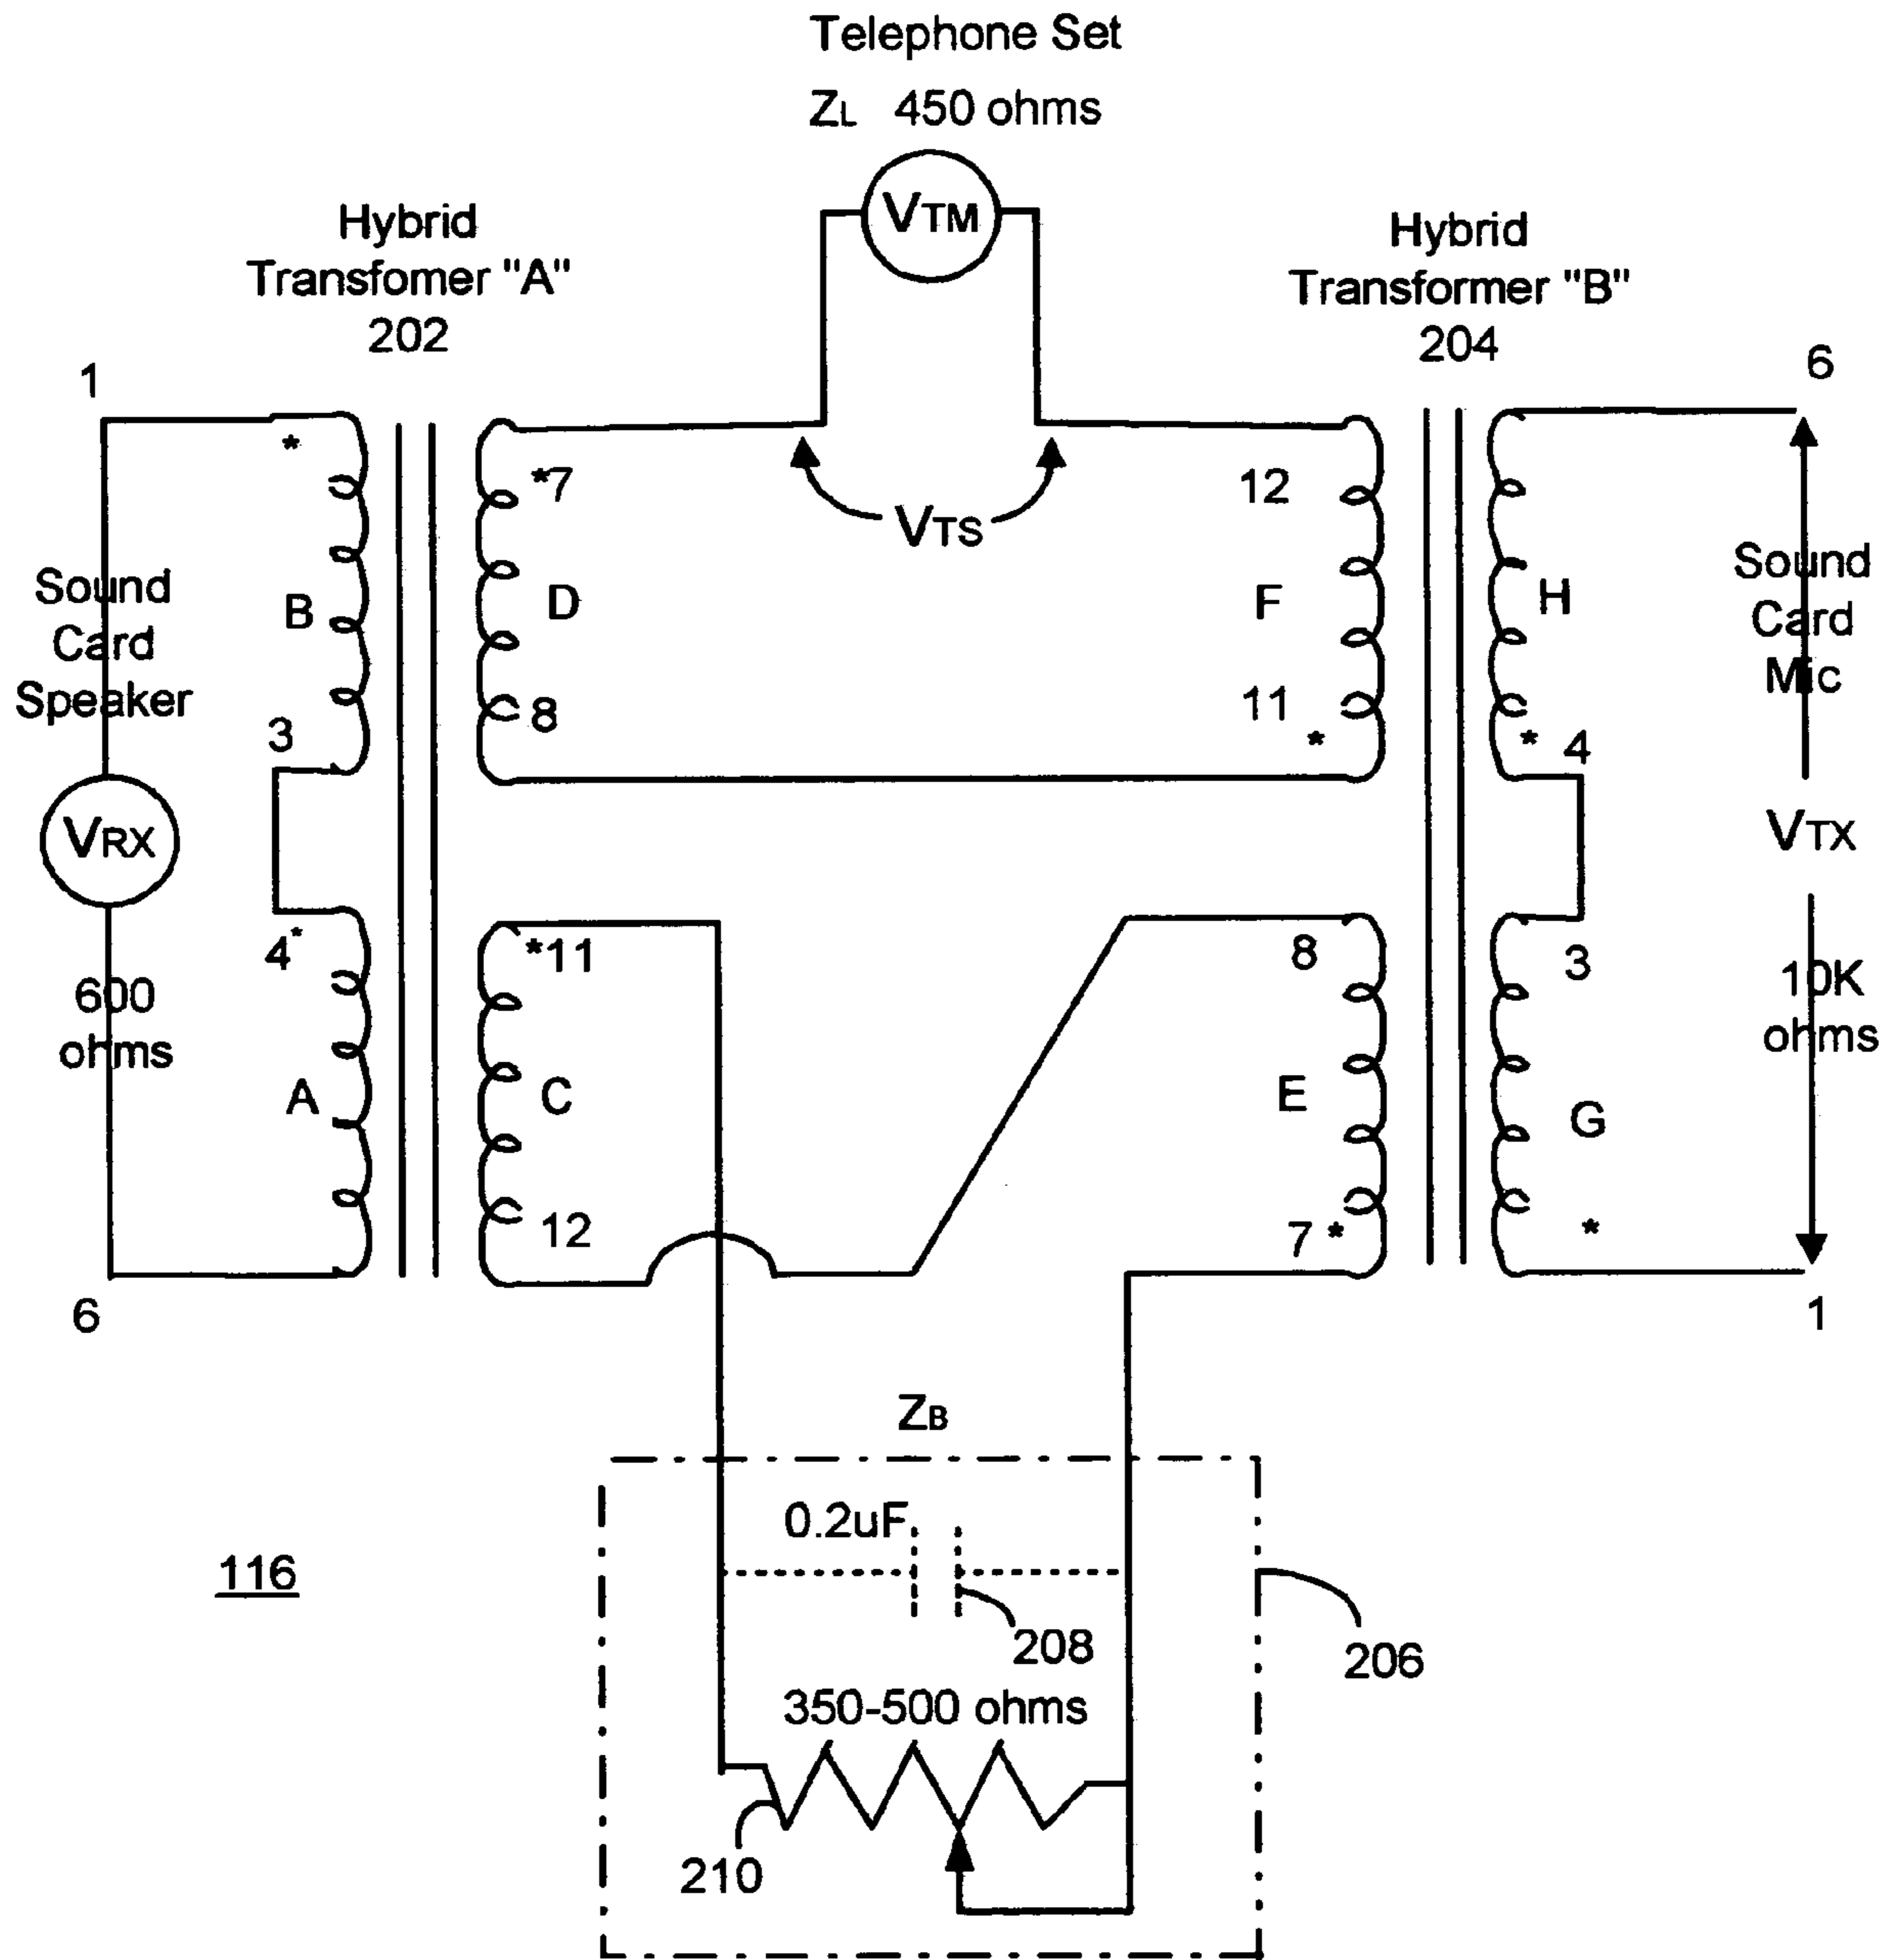 Telephone Set
ZL 450 ohms
VTM
Hybrid
Transfomer "A"
202
Hybrid
Transformer "B"
204
1
6
*
*7
12
VTS
Sound
Card
Speaker
B
D
F
H
Sound
Card
Mic
3
8
11
*
*
4
VRX
VTX
4*
*11
8
3
600
ohms
10K
ohms
A
C
E
G
12
7 *
*
6
1
ZB
0.2uF
116
208
206
350-500 ohms
210